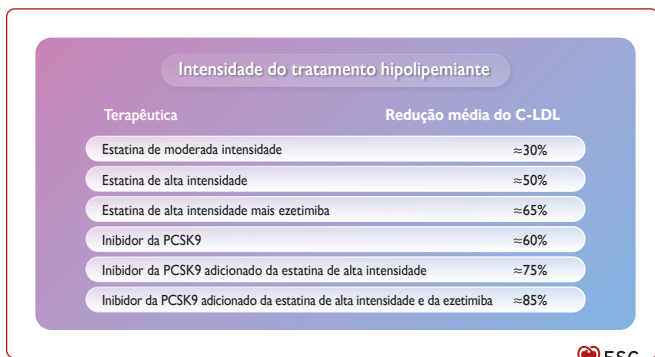 Intensidade do tratamento hipolipemiante
Terapêutica Redução média do C-LDL
Estatina de moderada intensidade ≈30%
Estatina de alta intensidade ≈50%
Estatina de alta intensidade mais ezetimiba ≈65%
Inibidor da PCSK9 ≈60%
Inibidor da PCSK9 adicionado da estatina de alta intensidade ≈75%
Inibidor da PCSK9 adicionado da estatina de alta intensidade e da ezetimiba ≈85%
ESC